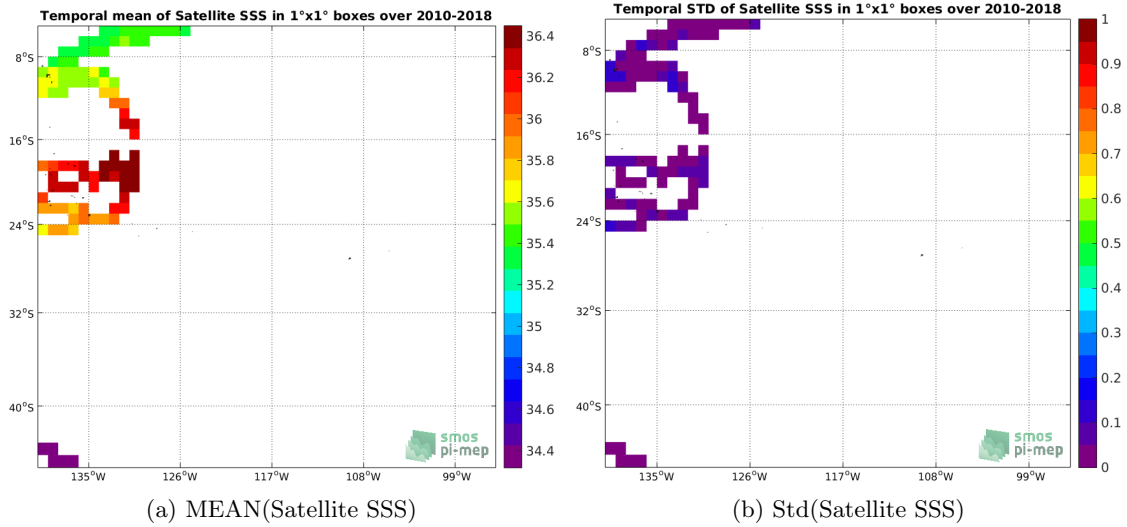 Temporal mean of Satellite SSS in 1°x1° boxes over 2010-2018
8°S
16°S
24°S
32°S
40°S
135°W
126°W
117°W
108°W
99°W
36.4
36.2
36
35.8
35.6
35.4
35.2
35
34.8
34.6
34.4
smos
pi-mep
(a) MEAN(Satellite SSS)
Temporal STD of Satellite SSS in 1°x1° boxes over 2010-2018
8°S
16°S
24°S
32°S
40°S
135°W
126°W
117°W
108°W
99°W
1
0.9
0.8
0.7
0.6
0.5
0.4
0.3
0.2
0.1
0
smos
pi-mep
(b) Std(Satellite SSS)